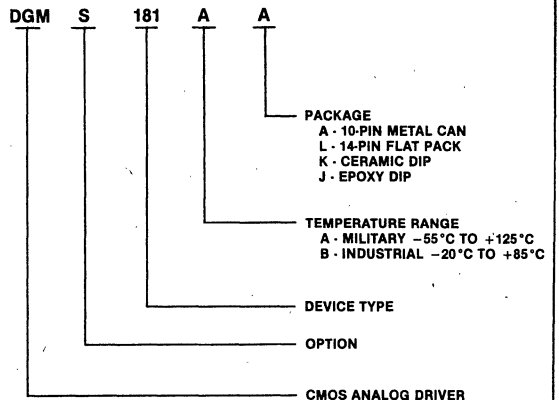 DGM S 181 A A
PACKAGE
A - 10-PIN METAL CAN
L - 14-PIN FLAT PACK
K - CERAMIC DIP
J - EPOXY DIP
TEMPERATURE RANGE
A - MILITARY −55°C TO +125°C
B - INDUSTRIAL −20°C TO +85°C
DEVICE TYPE
OPTION
CMOS ANALOG DRIVER